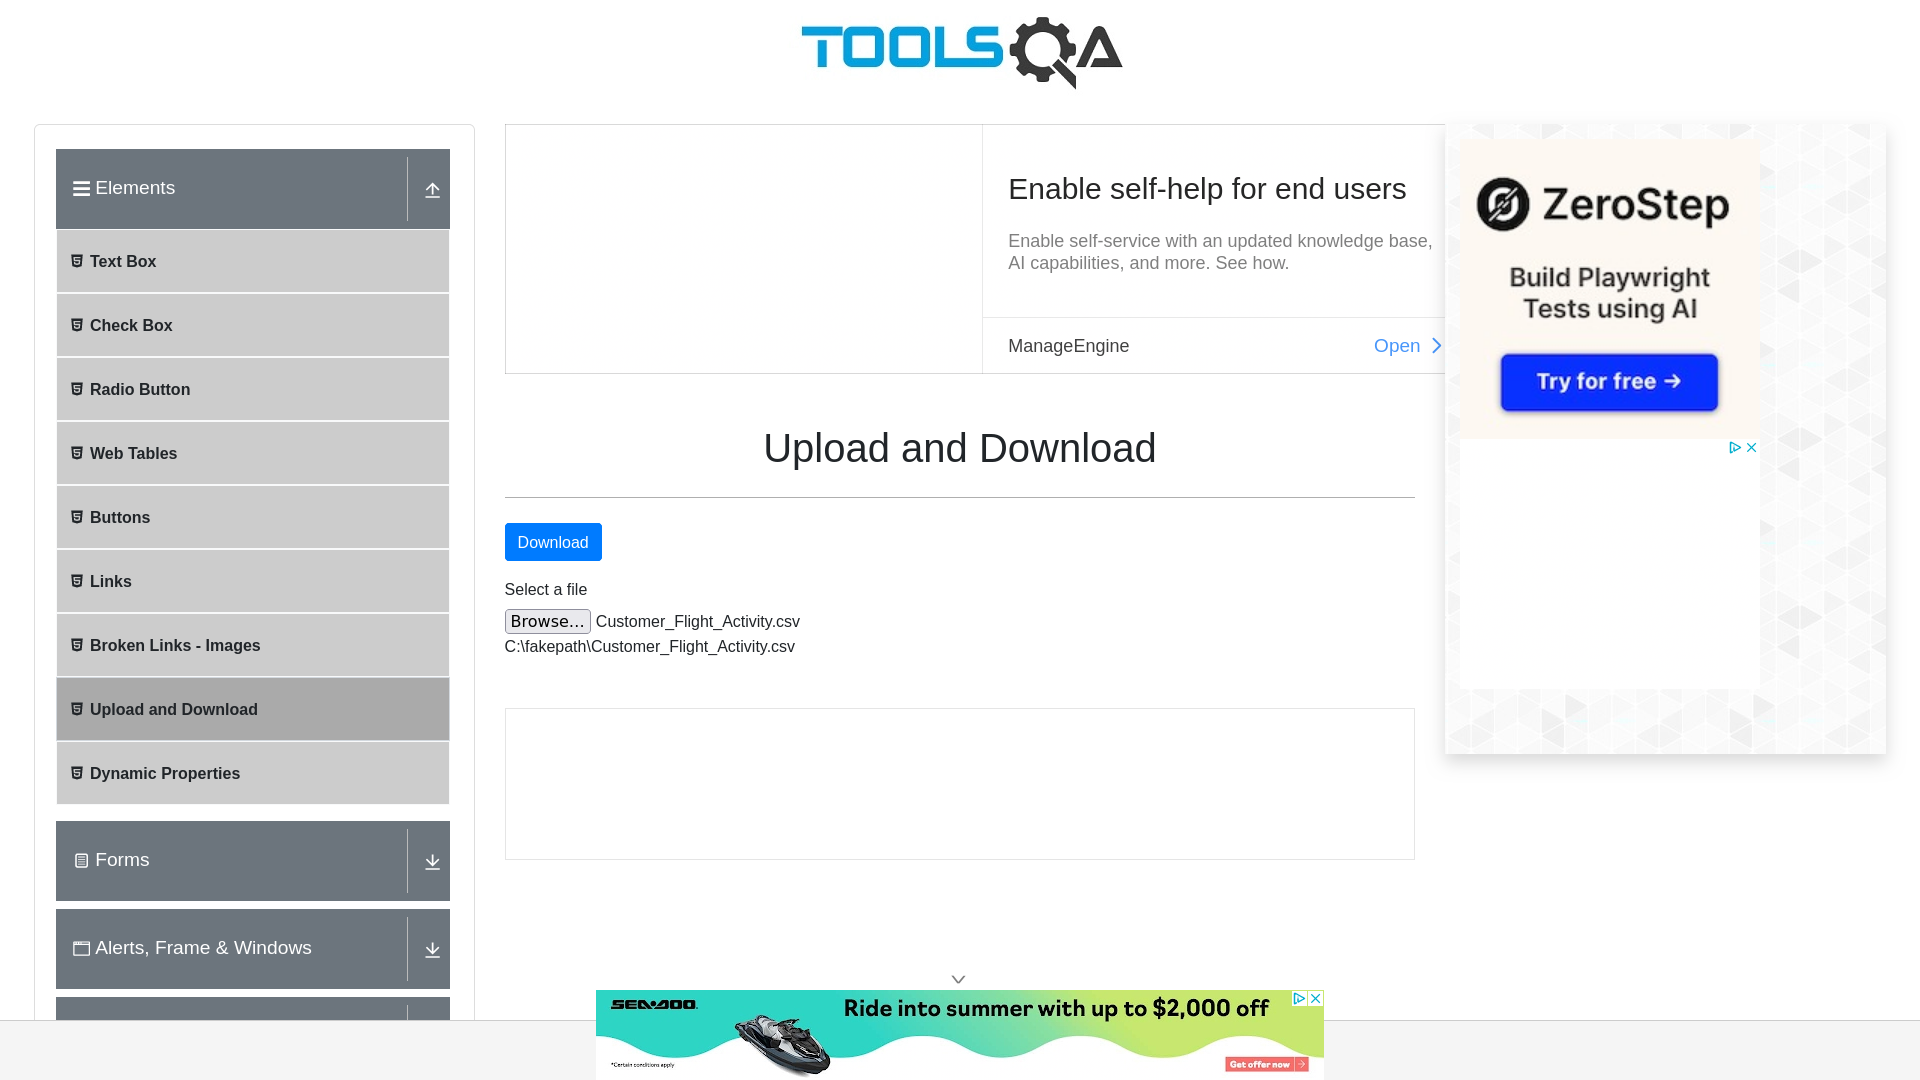 TOOLSQA
Elements
Text Box
Check Box
Radio Button
Web Tables
Buttons
Links
Broken Links - Images
Upload and Download
Dynamic Properties
Forms
Alerts, Frame & Windows
Enable self-help for end users
Enable self-service with an updated knowledge base,
AI capabilities, and more. See how.
ManageEngine
Open
Upload and Download
Download
Select a file
Browse... Customer_Flight_Activity.csv
C:\fakepath\Customer_Flight_Activity.csv
ZeroStep
Build Playwright
Tests using AI
Try for free →
SEA-DOO
Ride into summer with up to $2,000 off
*Certain conditions apply
Get offer now